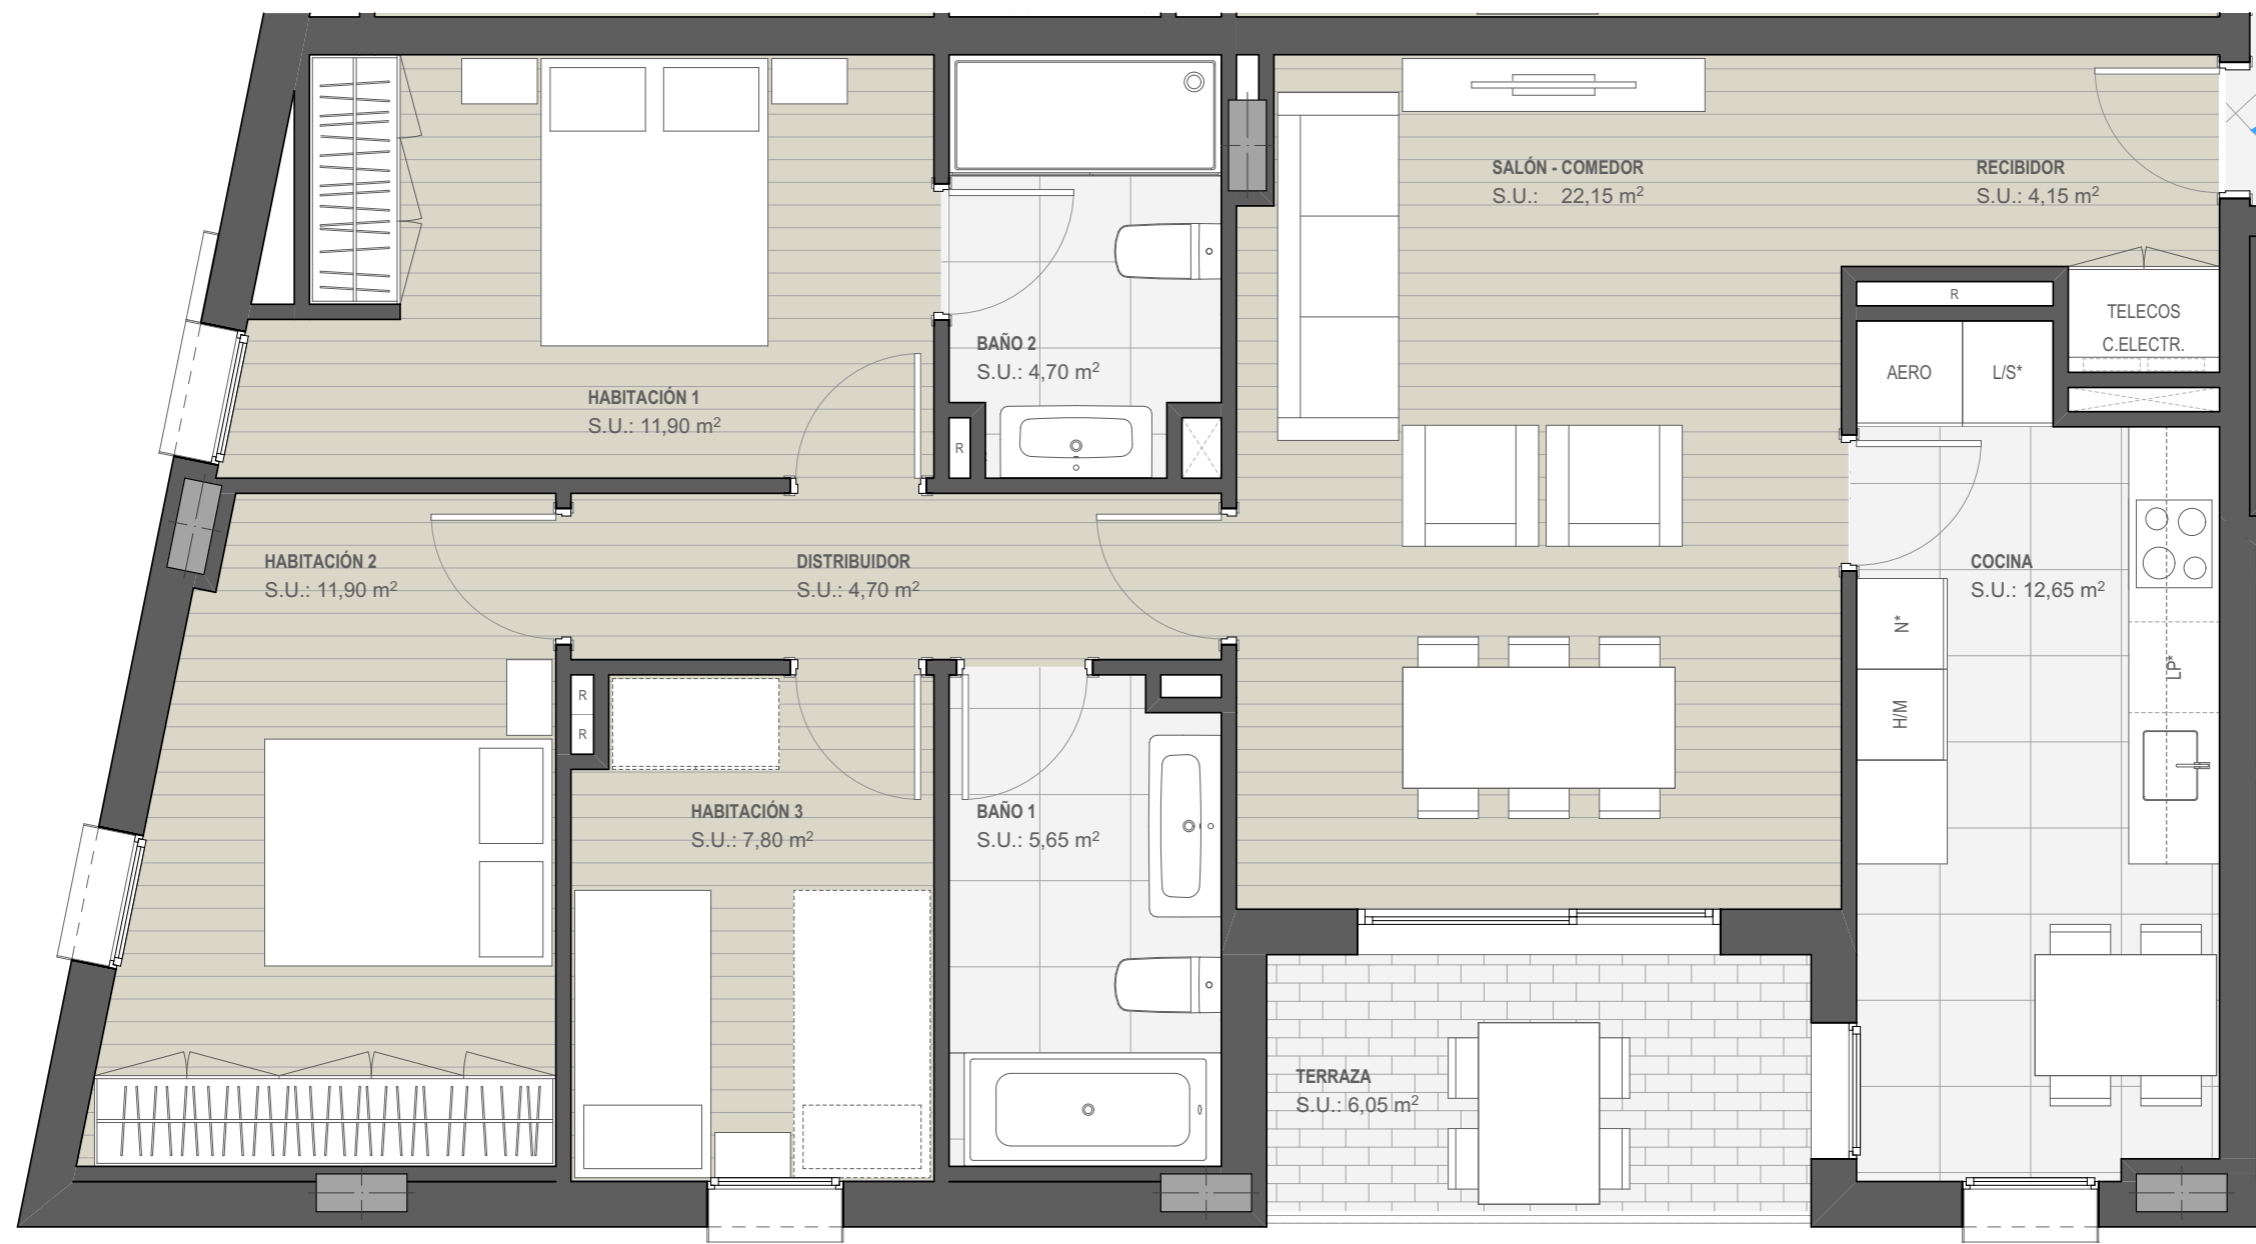 SALÓN - COMEDOR
S.U.: 22,15 m²
RECIBIDOR
S.U.: 4,15 m²
R
TELECOS
C.ELECTR.
AERO
L/S*
BAÑO 2
S.U.: 4,70 m²
HABITACIÓN 1
S.U.: 11,90 m²
R
HABITACIÓN 2
S.U.: 11,90 m²
DISTRIBUIDOR
S.U.: 4,70 m²
COCINA
S.U.: 12,65 m²
N*
LP*
H/M
R
R
HABITACIÓN 3
S.U.: 7,80 m²
BAÑO 1
S.U.: 5,65 m²
TERRAZA
S.U.: 6,05 m²